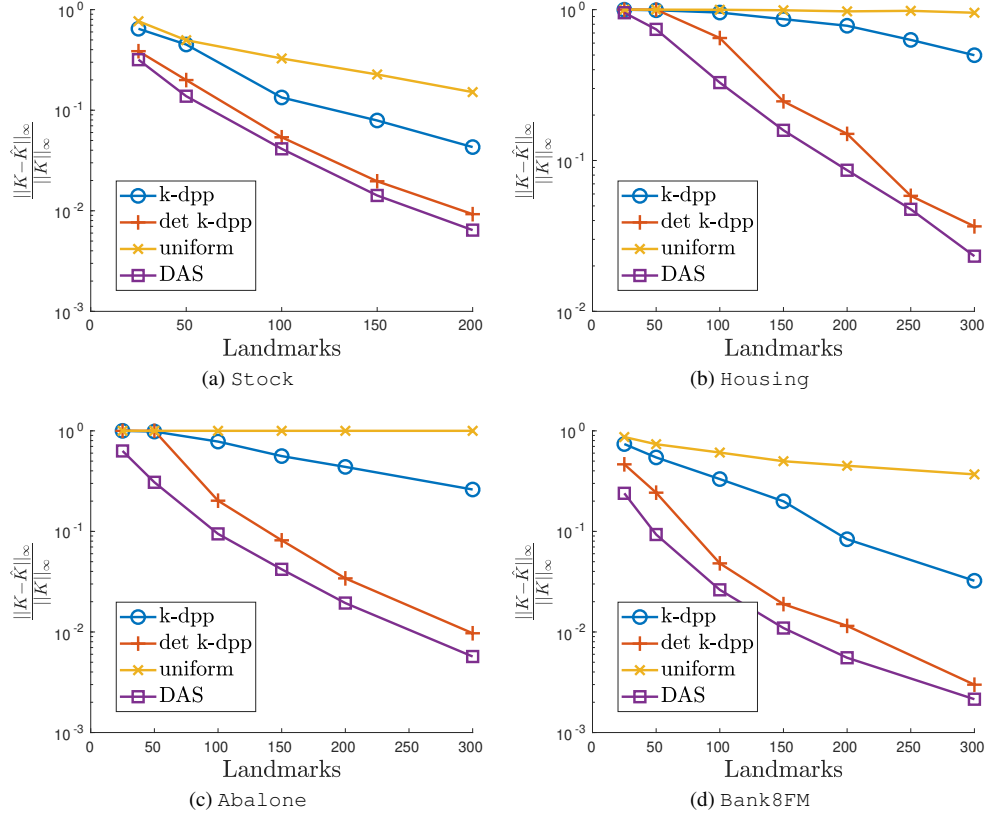 10^0
10^-1
10^-2
10^-3
||K−K̂||∞ / ||K||∞
k-dpp
det k-dpp
uniform
DAS
0 50 100 150 200
Landmarks
(a) Stock
10^0
10^-1
10^-2
||K−K̂||∞ / ||K||∞
k-dpp
det k-dpp
uniform
DAS
0 50 100 150 200 250 300
Landmarks
(b) Housing
10^0
10^-1
10^-2
10^-3
||K−K̂||∞ / ||K||∞
k-dpp
det k-dpp
uniform
DAS
0 50 100 150 200 250 300
Landmarks
(c) Abalone
10^0
10^-1
10^-2
10^-3
||K−K̂||∞ / ||K||∞
k-dpp
det k-dpp
uniform
DAS
0 50 100 150 200 250 300
Landmarks
(d) Bank8FM